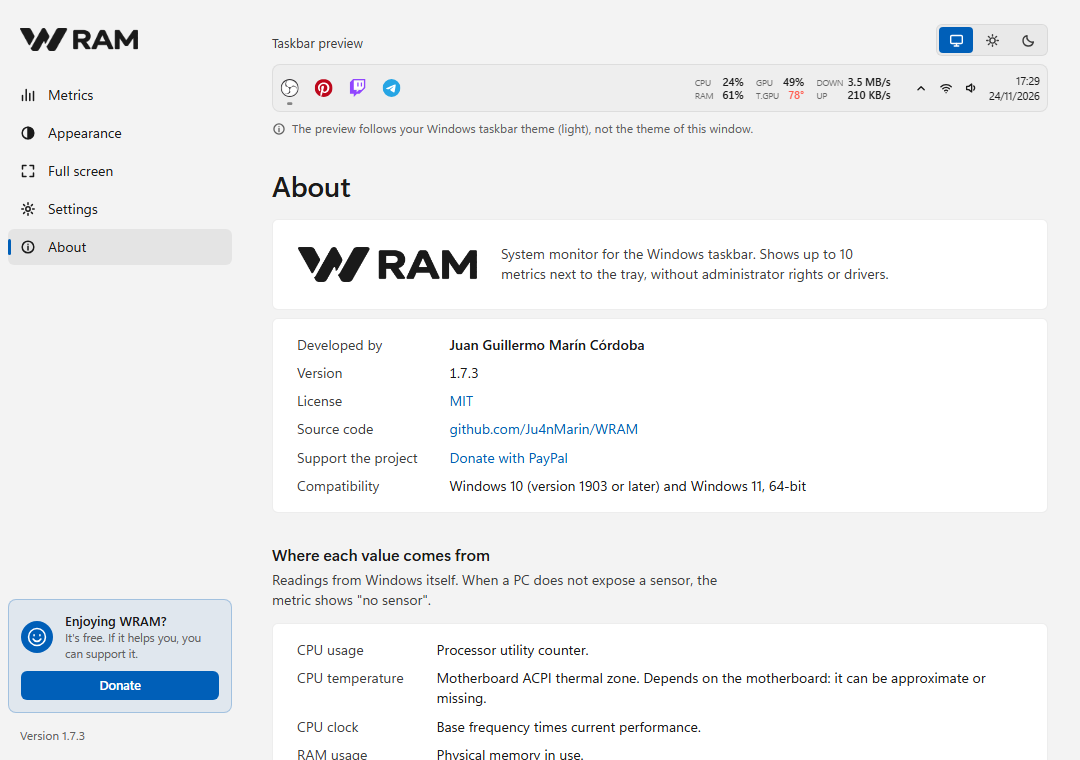 WRAM
Metrics
Appearance
Full screen
Settings
About
Enjoying WRAM?
It's free. If it helps you, you
can support it.
Donate
Version 1.7.3
Taskbar preview
CPU 24% GPU 49% DOWN 3.5 MB/s
RAM 61% T.GPU 78° UP 210 KB/s
17:29
24/11/2026
The preview follows your Windows taskbar theme (light), not the theme of this window.
About
WRAM
System monitor for the Windows taskbar. Shows up to 10
metrics next to the tray, without administrator rights or drivers.
Developed by Juan Guillermo Marín Córdoba
Version 1.7.3
License MIT
Source code github.com/Ju4nMarin/WRAM
Support the project Donate with PayPal
Compatibility Windows 10 (version 1903 or later) and Windows 11, 64-bit
Where each value comes from
Readings from Windows itself. When a PC does not expose a sensor, the
metric shows "no sensor".
CPU usage Processor utility counter.
CPU temperature Motherboard ACPI thermal zone. Depends on the motherboard: it can be approximate or
missing.
CPU clock Base frequency times current performance.
RAM usage Physical memory in use.